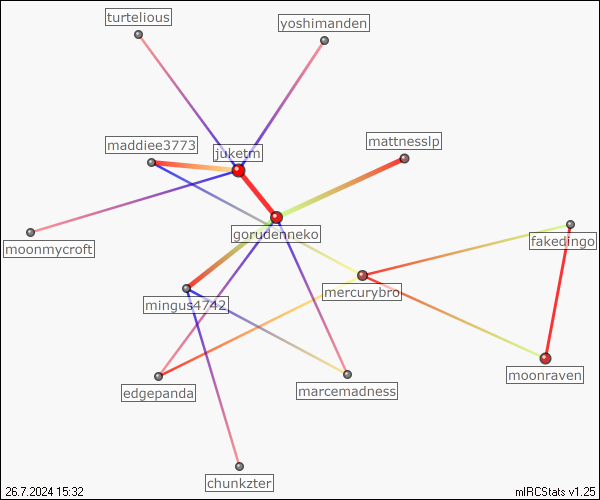 turtelious
yoshimanden
mattnesslp
maddiee3773
juketm
gorudenneko
fakedingo
moonmycroft
mercurybro
mingus4742
moonraven
edgepanda
marcemadness
chunkzter
26.7.2024 15:32
mIRCStats v1.25